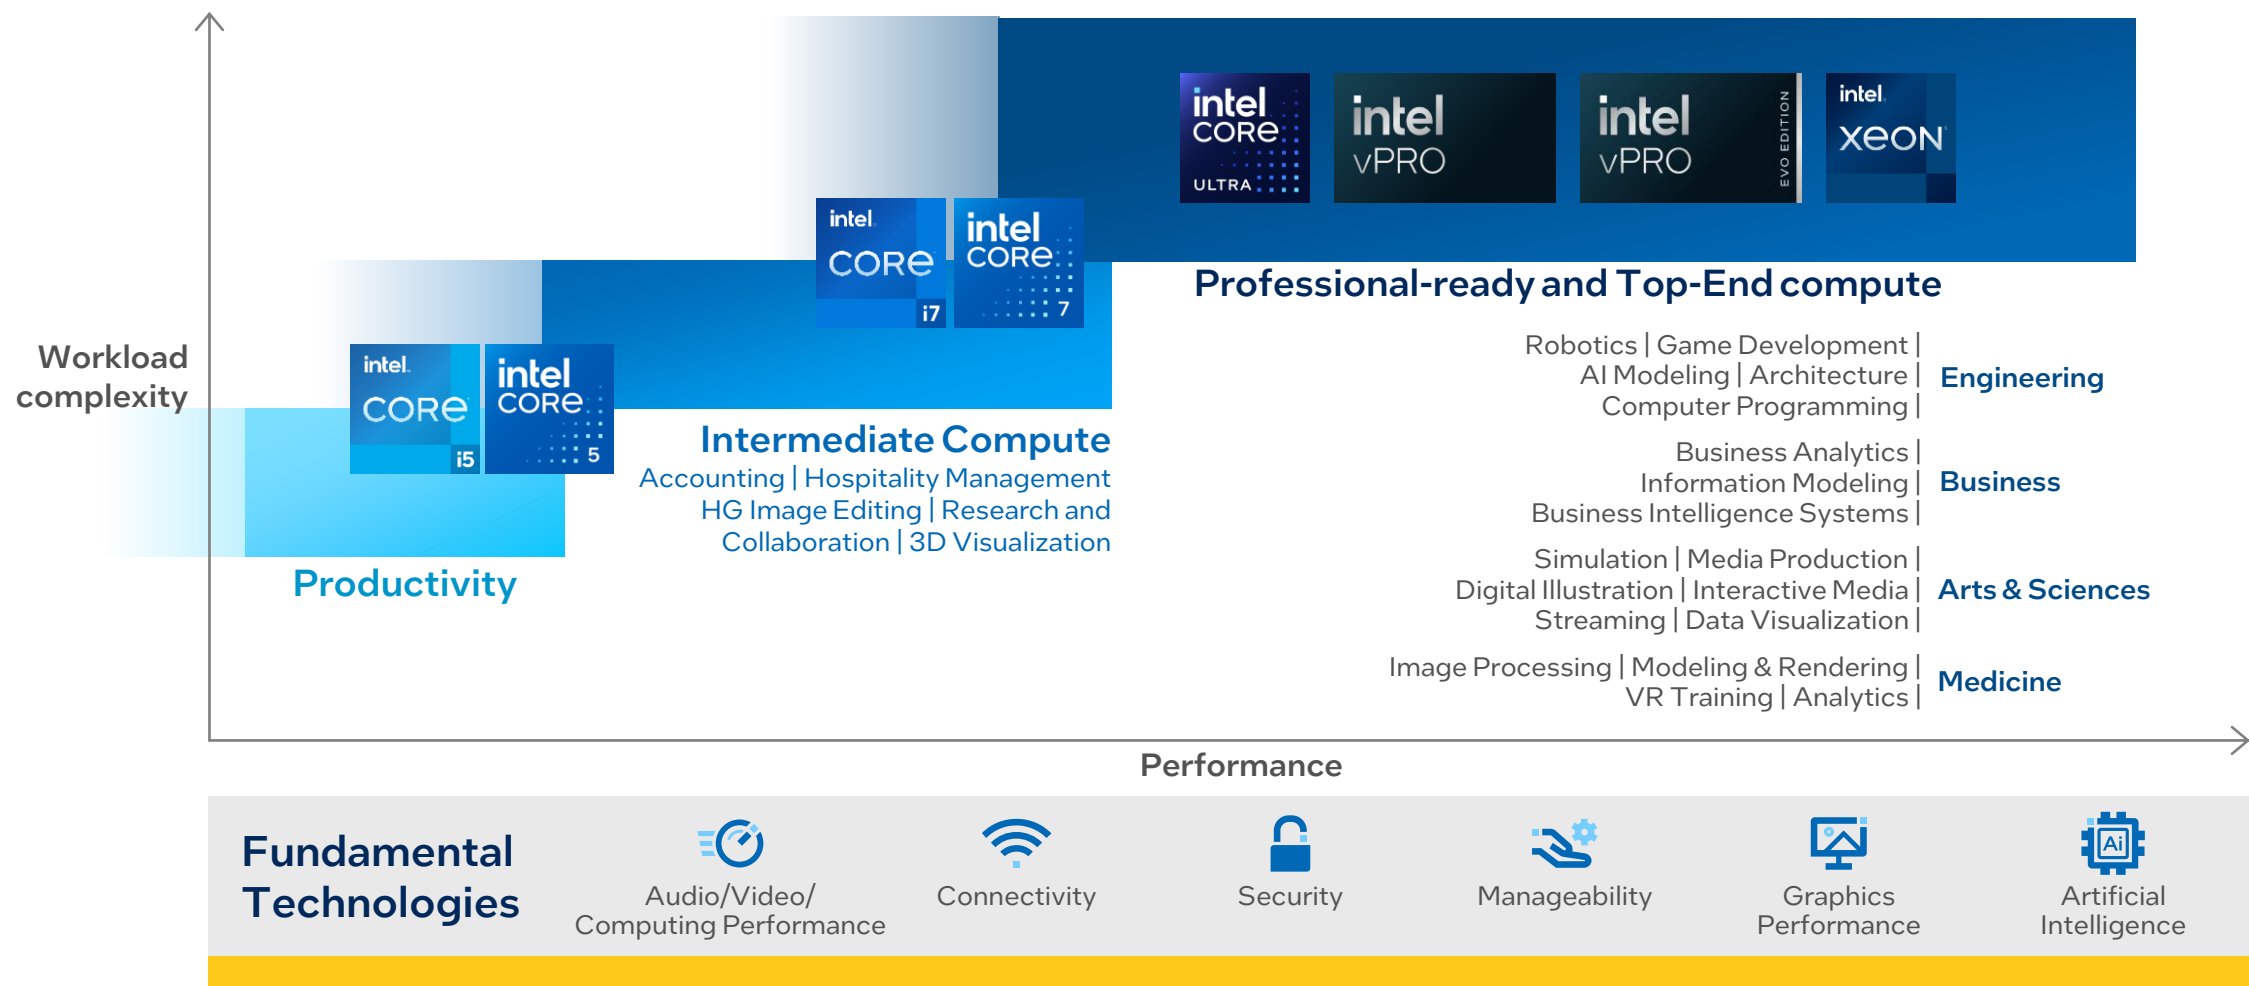 intel
CORE
ULTRA
intel
vPRO
intel
vPRO
EVO EDITION
intel
xeon
intel
CORE
i7
intel
CORE
7
intel
CORE
i5
intel
CORE
5
Workload
complexity
Productivity
Intermediate Compute
Accounting | Hospitality Management
HG Image Editing | Research and
Collaboration | 3D Visualization
Professional-ready and Top-End compute
Robotics | Game Development |
AI Modeling | Architecture |
Computer Programming |
Engineering
Business Analytics |
Information Modeling |
Business Intelligence Systems |
Business
Simulation | Media Production |
Digital Illustration | Interactive Media |
Streaming | Data Visualization |
Arts & Sciences
Image Processing | Modeling & Rendering |
VR Training | Analytics |
Medicine
Performance
Fundamental
Technologies
Audio/Video/
Computing Performance
Connectivity
Security
Manageability
Graphics
Performance
Ai
Artificial
Intelligence